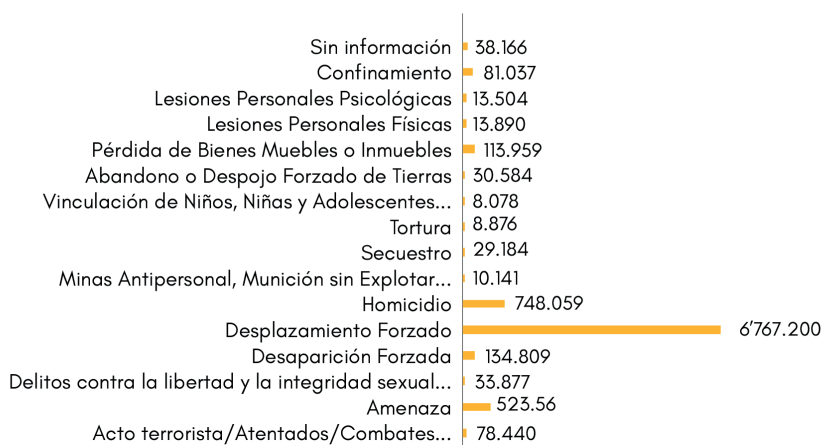 Sin información 38.166
Confinamiento 81.037
Lesiones Personales Psicológicas 13.504
Lesiones Personales Físicas 13.890
Pérdida de Bienes Muebles o Inmuebles 113.959
Abandono o Despojo Forzado de Tierras 30.584
Vinculación de Niños, Niñas y Adolescentes... 8.078
Tortura 8.876
Secuestro 29.184
Minas Antipersonal, Munición sin Explotar... 10.141
Homicidio 748.059
Desplazamiento Forzado 6’767.200
Desaparición Forzada 134.809
Delitos contra la libertad y la integridad sexual... 33.877
Amenaza 523.56
Acto terrorista/Atentados/Combates... 78.440